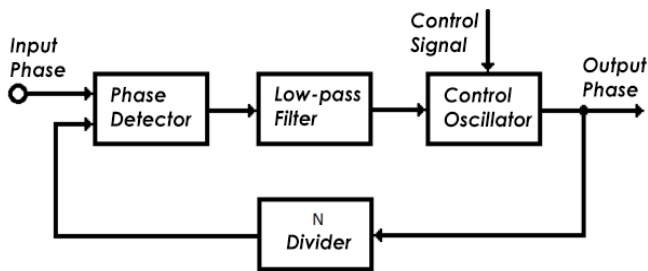 Input
Phase
Phase
Detector
Low-pass
Filter
Control
Signal
Control
Oscillator
Output
Phase
N
Divider